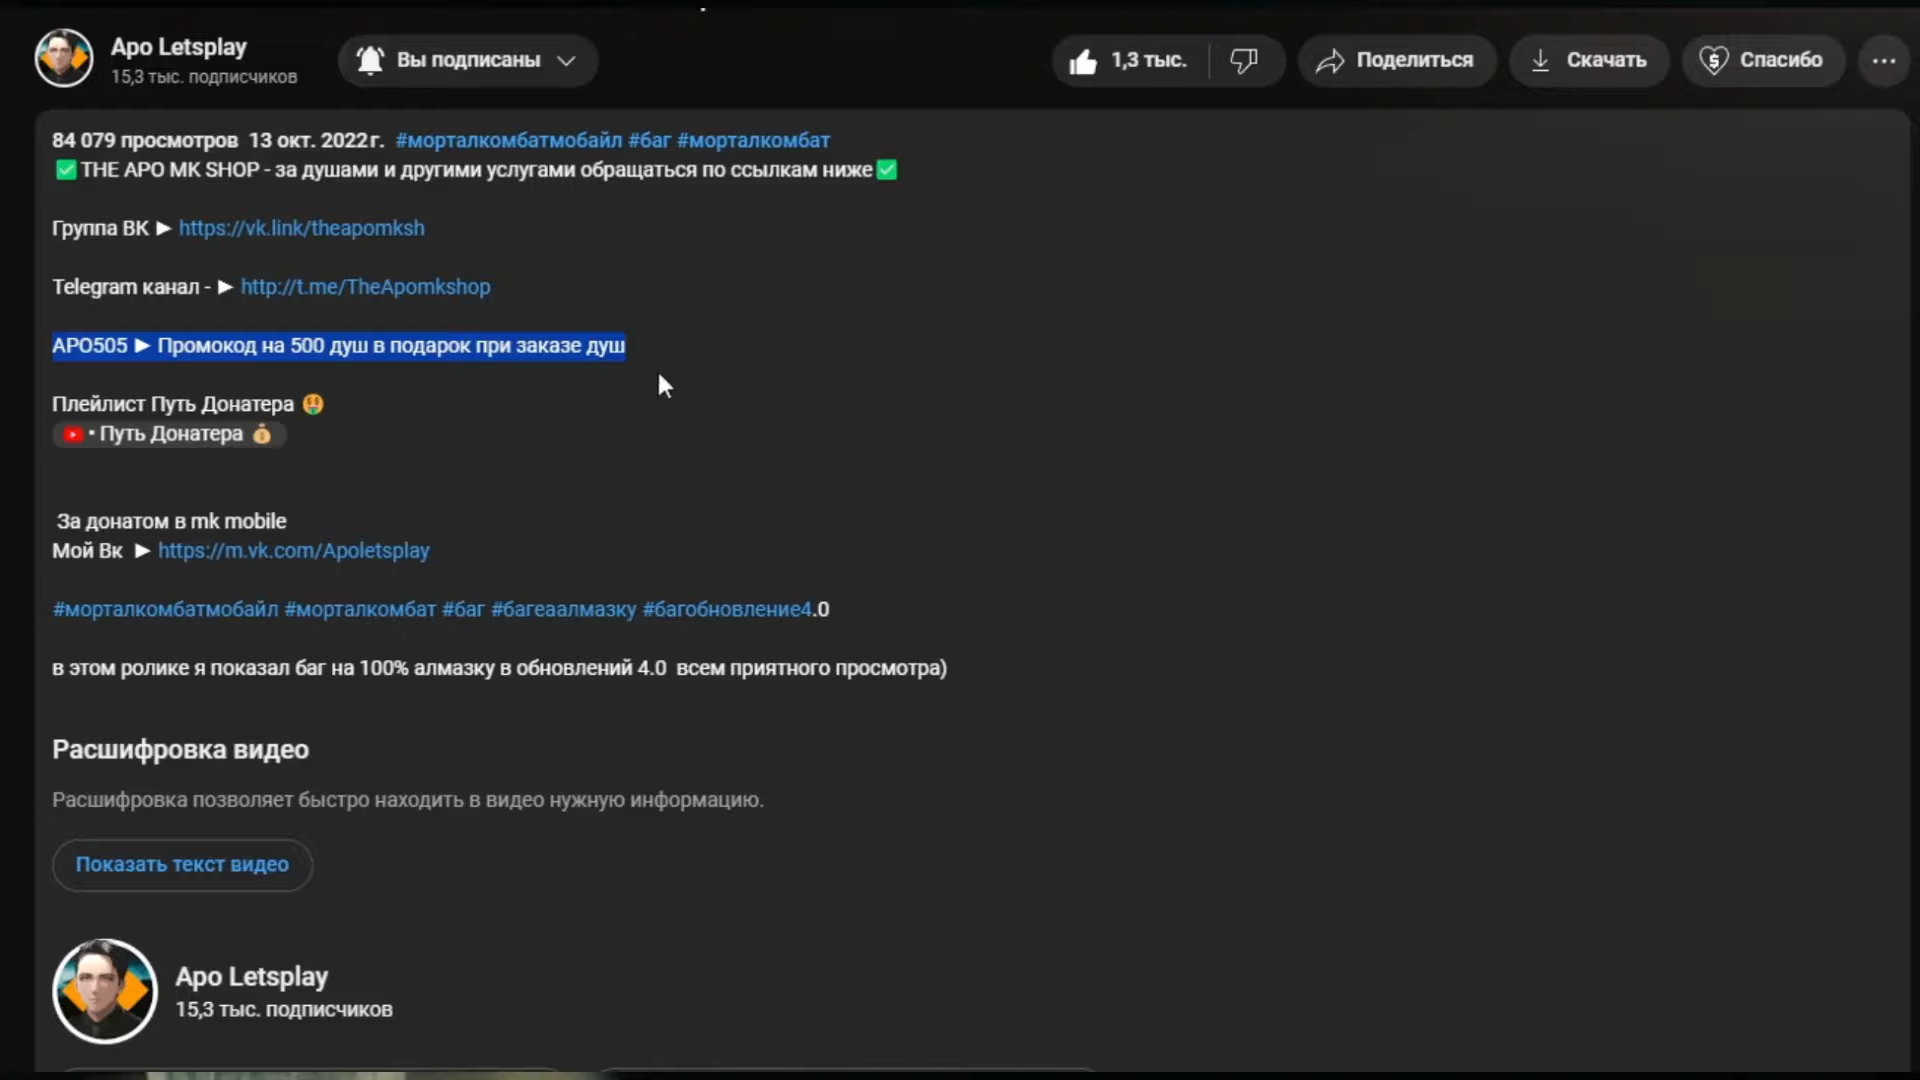 Apo Letsplay
15,3 тыс. подписчиков
Вы подписаны
1,3 тыс.
Поделиться
Скачать
Спасибо
84 079 просмотров 13 окт. 2022 г. #морталкомбатмобайл #баг #морталкомбат
✅THE APO MK SHOP - за душами и другими услугами обращаться по ссылкам ниже✅
Группа ВК ► https://vk.link/theapomksh
Telegram канал - ► http://t.me/TheApomkshop
APO505 ► Промокод на 500 душ в подарок при заказе душ
Плейлист Путь Донатера 🤑
• Путь Донатера 💰
За донатом в mk mobile
Мой Вк ► https://m.vk.com/Apoletsplay
#морталкомбатмобайл #морталкомбат #баг #багеаалмазку #багобновление4.0
в этом ролике я показал баг на 100% алмазку в обновлений 4.0 всем приятного просмотра)
Расшифровка видео
Расшифровка позволяет быстро находить в видео нужную информацию.
Показать текст видео
Apo Letsplay
15,3 тыс. подписчиков